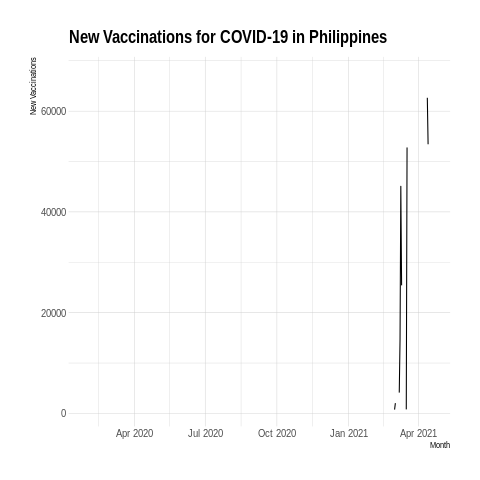 New Vaccinations for COVID-19 in Philippines
New Vaccinations
60000
40000
20000
0
Apr 2020 Jul 2020 Oct 2020 Jan 2021 Apr 2021
Month